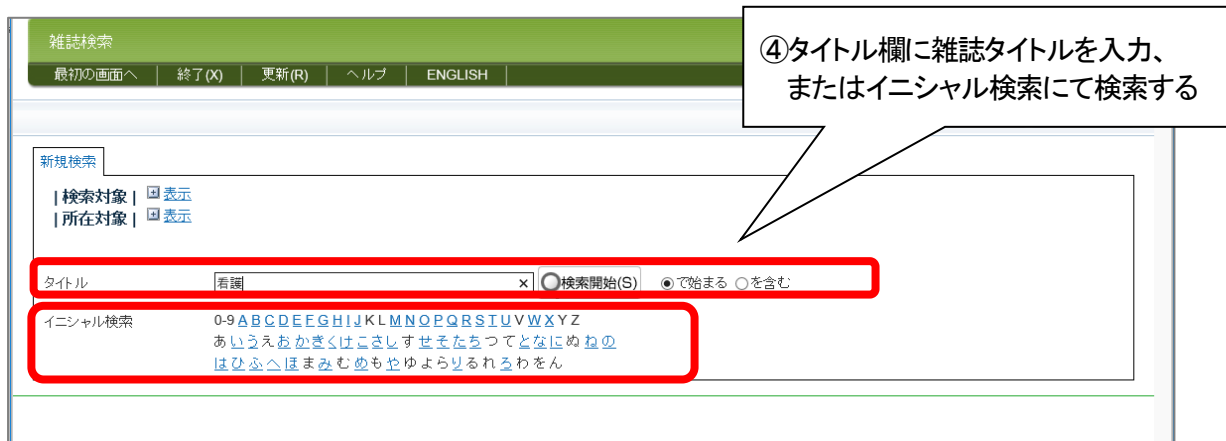 雑誌検索
最初の画面へ 終了(X) 更新(R) ヘルプ ENGLISH
④タイトル欄に雑誌タイトルを入力、
またはイニシャル検索にて検索する
新規検索
| 検索対象 | 表示
| 所在対象 | 表示
タイトル 看護 × 検索開始(S) で始まる を含む
イニシャル検索 0-9 A B C D E F G H I J K L M N O P Q R S T U V W X Y Z
あ い う え お か き く け こ さ し す せ そ た ち つ て と な に ぬ ね の
は ひ ふ へ ほ ま み む め も や ゆ よ ら り る れ ろ わ を ん